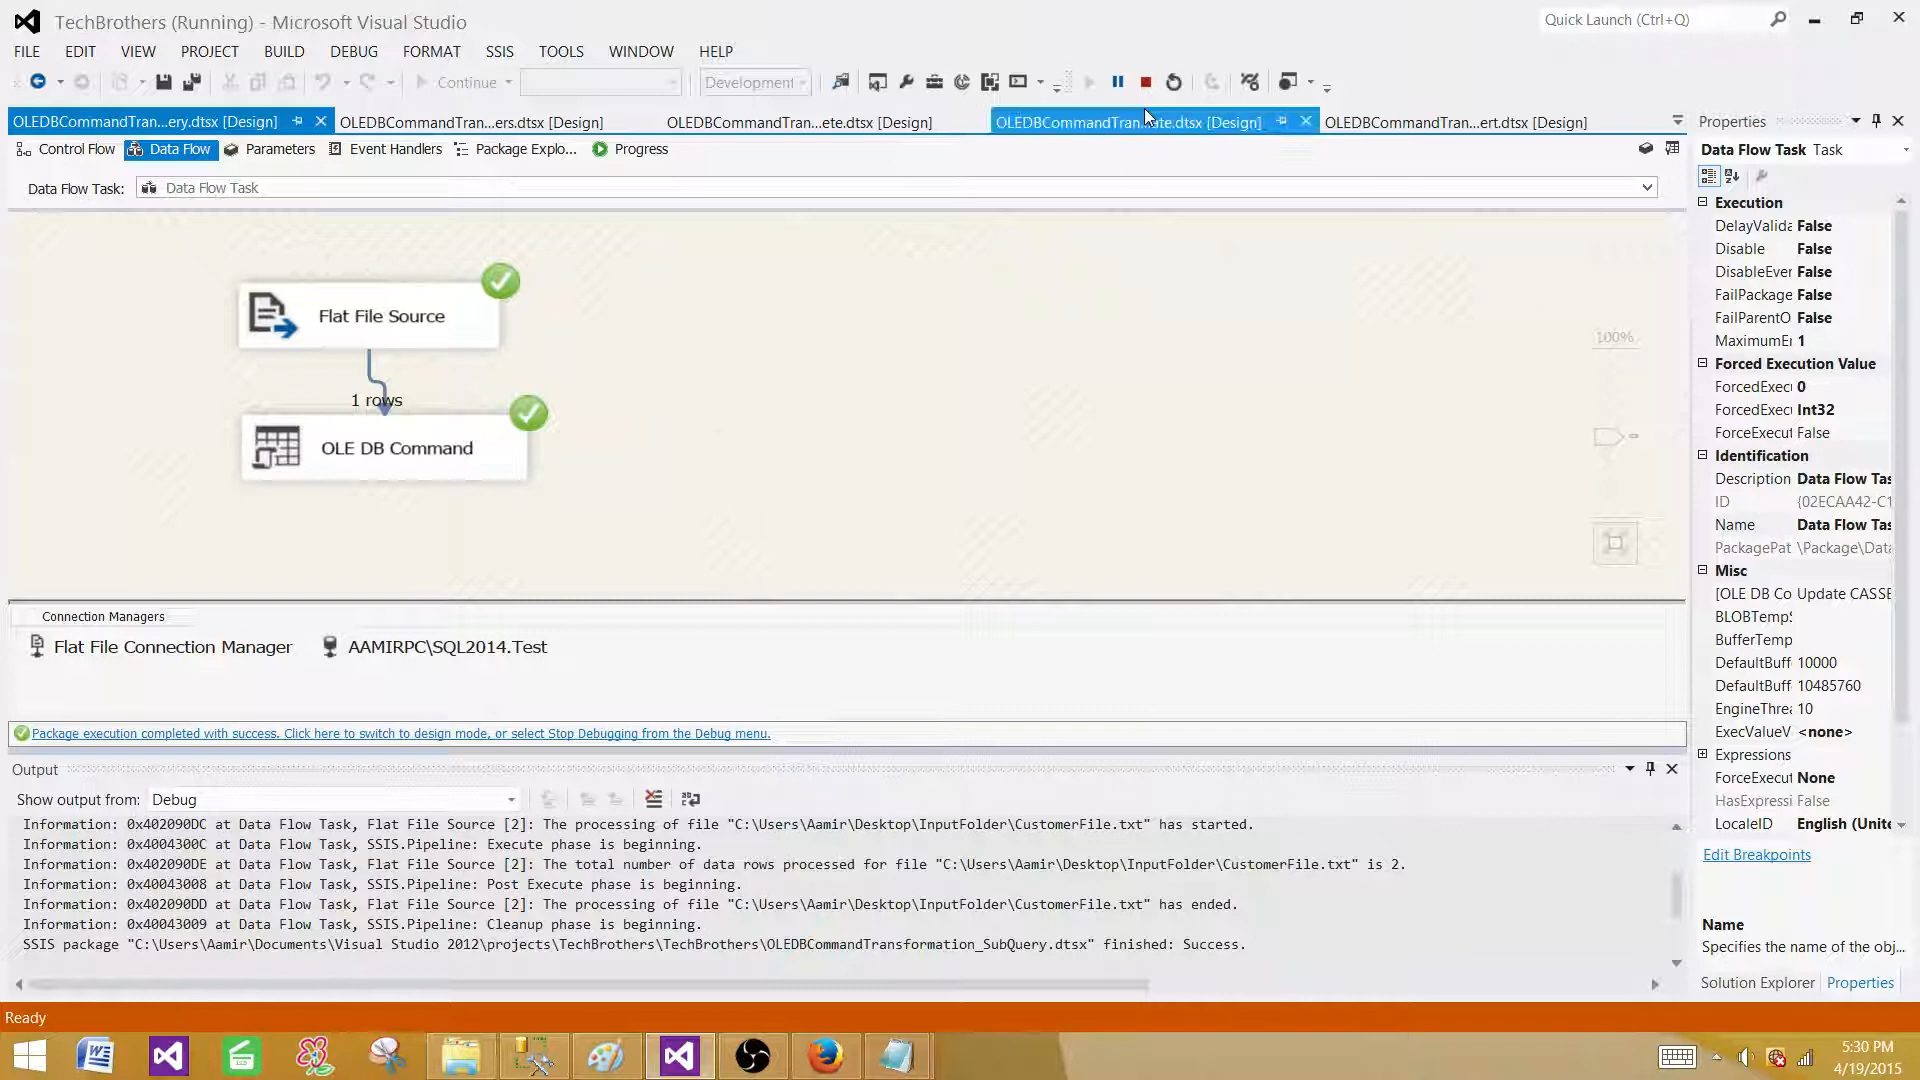 TechBrothers (Running) - Microsoft Visual Studio
Quick Launch (Ctrl+Q)
FILE EDIT VIEW PROJECT BUILD DEBUG FORMAT SSIS TOOLS WINDOW HELP
Continue
Development
OLEDBCommandTran...ery.dtsx [Design]
OLEDBCommandTran...ers.dtsx [Design]
OLEDBCommandTran...ete.dtsx [Design]
OLEDBCommandTran...ate.dtsx [Design]
OLEDBCommandTran...ert.dtsx [Design]
Control Flow
Data Flow
Parameters
Event Handlers
Package Explo...
Progress
Data Flow Task:
Data Flow Task
Flat File Source
1 rows
OLE DB Command
100%
Connection Managers
Flat File Connection Manager
AAMIRPC\SQL2014.Test
Package execution completed with success. Click here to switch to design mode, or select Stop Debugging from the Debug menu.
Output
Show output from: Debug
Information: 0x402090DC at Data Flow Task, Flat File Source [2]: The processing of file "C:\Users\Aamir\Desktop\InputFolder\CustomerFile.txt" has started.
Information: 0x4004300C at Data Flow Task, SSIS.Pipeline: Execute phase is beginning.
Information: 0x402090DE at Data Flow Task, Flat File Source [2]: The total number of data rows processed for file "C:\Users\Aamir\Desktop\InputFolder\CustomerFile.txt" is 2.
Information: 0x40043008 at Data Flow Task, SSIS.Pipeline: Post Execute phase is beginning.
Information: 0x402090DD at Data Flow Task, Flat File Source [2]: The processing of file "C:\Users\Aamir\Desktop\InputFolder\CustomerFile.txt" has ended.
Information: 0x40043009 at Data Flow Task, SSIS.Pipeline: Cleanup phase is beginning.
SSIS package "C:\Users\Aamir\Documents\Visual Studio 2012\projects\TechBrothers\TechBrothers\OLEDBCommandTransformation_SubQuery.dtsx" finished: Success.
Properties
Data Flow Task Task
Execution
DelayValida False
Disable False
DisableEver False
FailPackage False
FailParentO False
MaximumEr 1
Forced Execution Value
ForcedExecu 0
ForcedExecu Int32
ForceExecut False
Identification
Description Data Flow Tas
ID {02ECAA42-C1
Name Data Flow Tas
PackagePat \Package\Data
Misc
[OLE DB Co Update CASSE
BLOBTempS
BufferTemp
DefaultBuff 10000
DefaultBuff 10485760
EngineThrea 10
ExecValueV <none>
Expressions
ForceExecut None
HasExpressi False
LocaleID English (Unite
Edit Breakpoints
Name
Specifies the name of the obj...
Solution Explorer
Properties
Ready
5:30 PM
4/19/2015